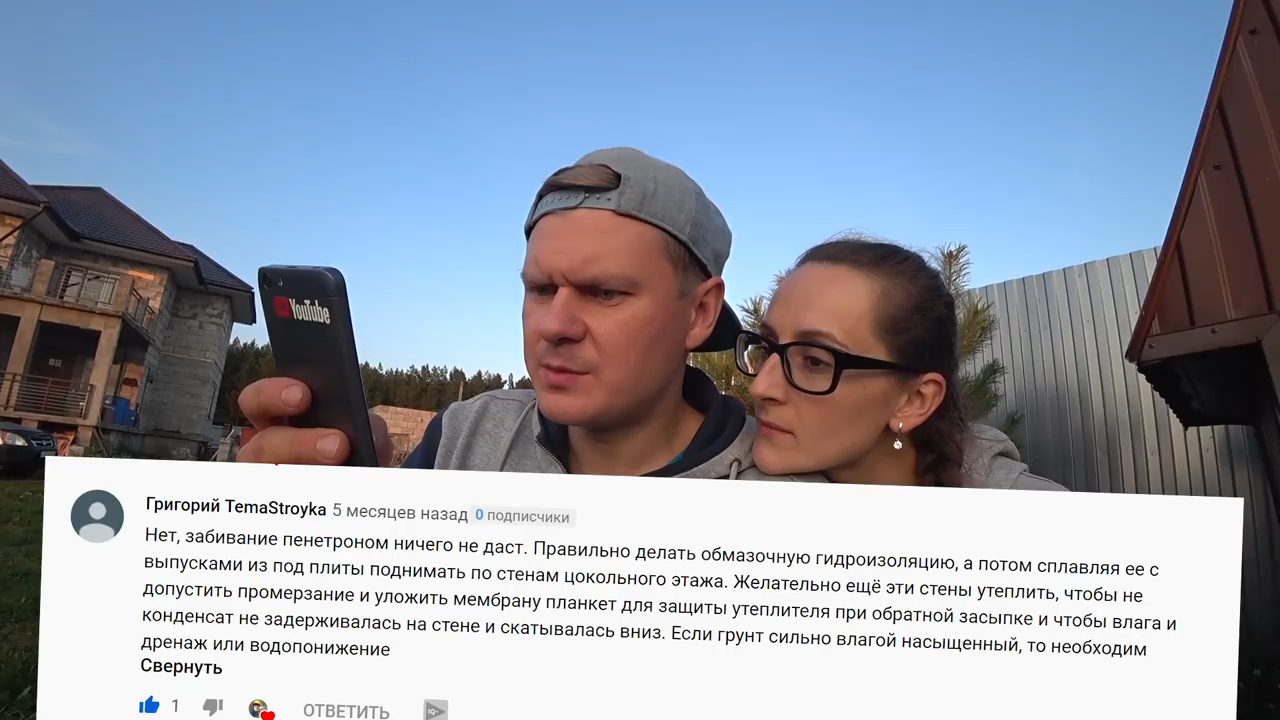 YouTube
Григорий TemaStroyka 5 месяцев назад 0 подписчики
Нет, забивание пенетроном ничего не даст. Правильно делать обмазочную гидроизоляцию, а потом сплавляя ее с
выпусками из под плиты поднимать по стенам цокольного этажа. Желательно ещё эти стены утеплить, чтобы не
допустить промерзание и уложить мембрану планкет для защиты утеплителя при обратной засыпке и чтобы влага и
конденсат не задерживалась на стене и скатывалась вниз. Если грунт сильно влагой насыщенный, то необходим
дренаж или водопонижение
Свернуть
1 ОТВЕТИТЬ IQ+